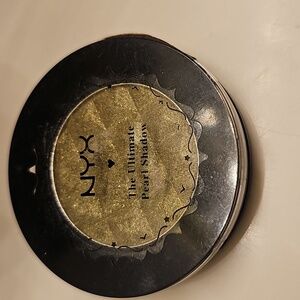 NYX
The Ultimate
Pearl Shadow